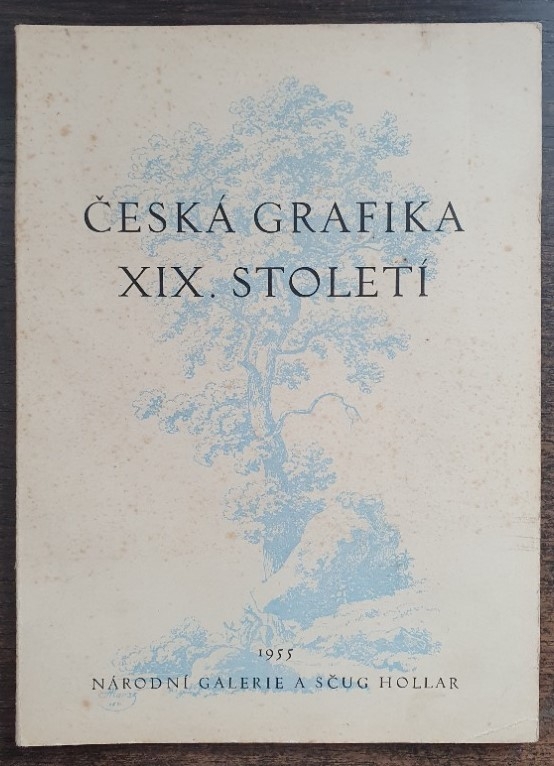 ČESKÁ GRAFIKA
XIX. STOLETÍ
1955
NÁRODNÍ GALERIE A SČUG HOLLAR